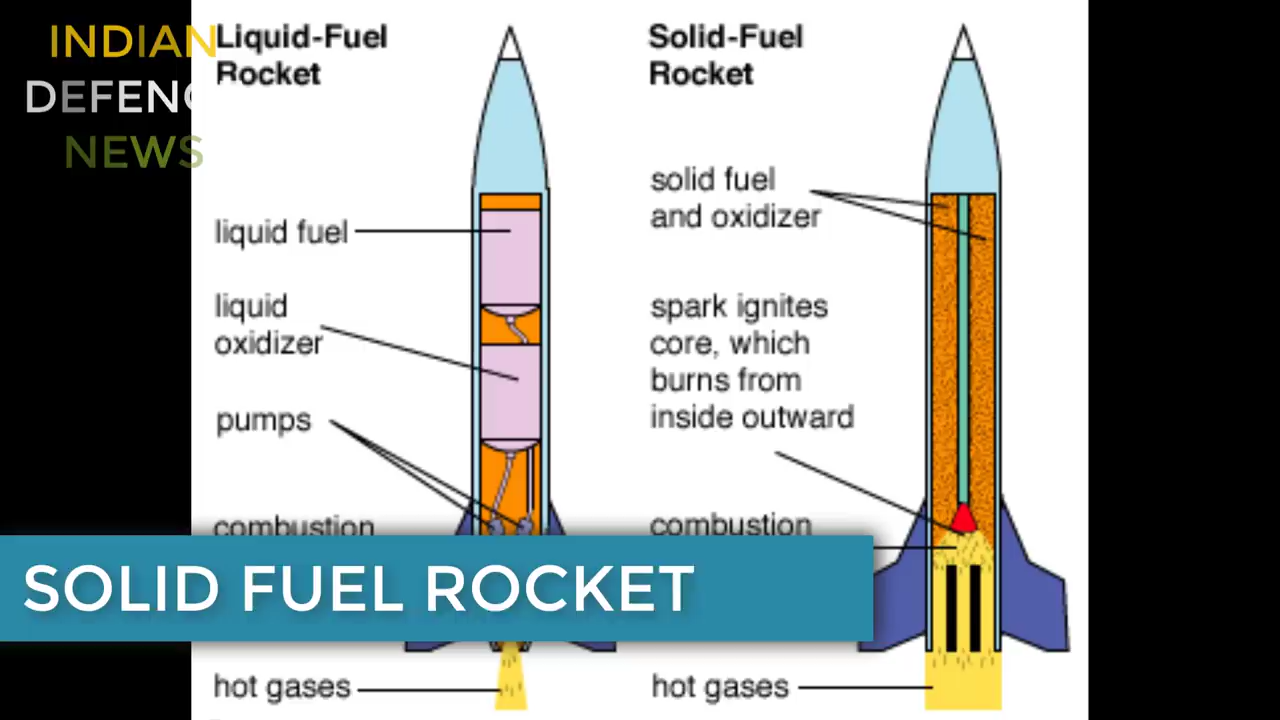 INDIAN
DEFENC
NEWS
Liquid-Fuel
Rocket
liquid fuel
liquid
oxidizer
pumps
combustion
hot gases
Solid-Fuel
Rocket
solid fuel
and oxidizer
spark ignites
core, which
burns from
inside outward
combustion
hot gases
SOLID FUEL ROCKET